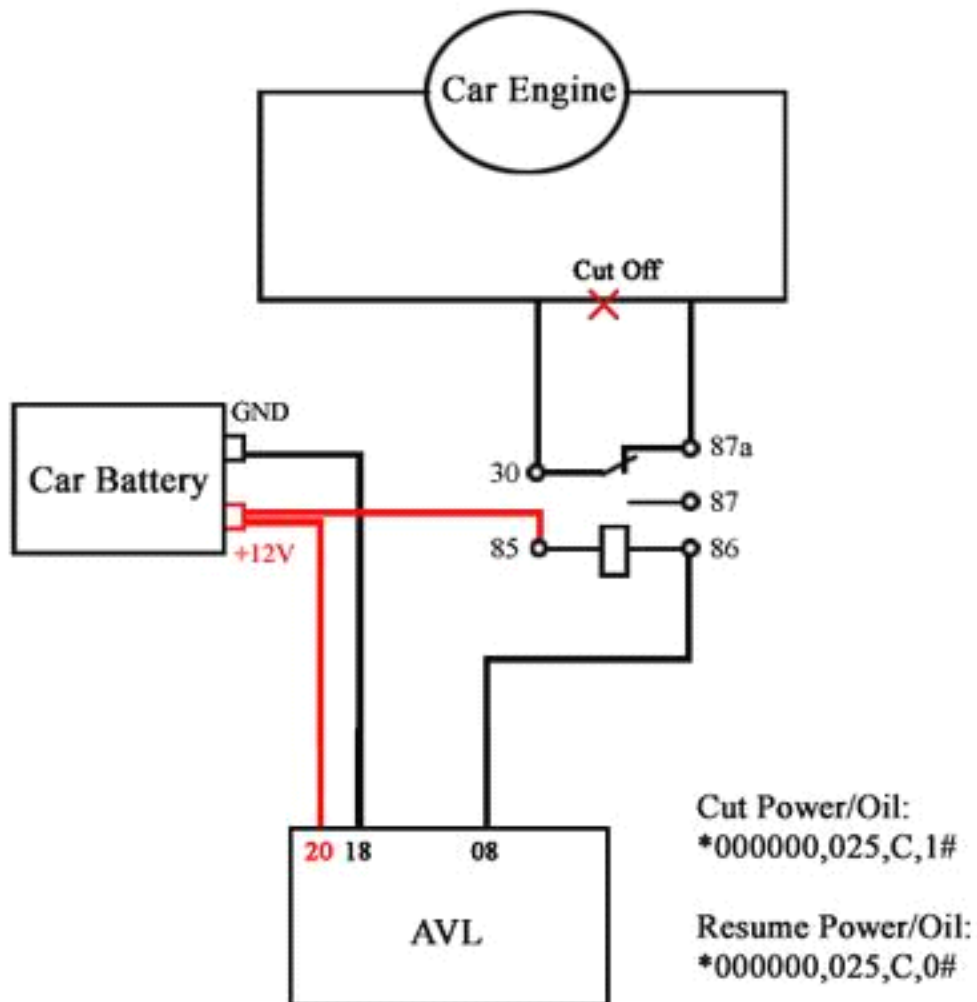 Car Engine
Cut Off
GND
Car Battery
+12V
30
87a
87
85
86
20 18 08
AVL
Cut Power/Oil:
*000000,025,C,1#
Resume Power/Oil:
*000000,025,C,0#